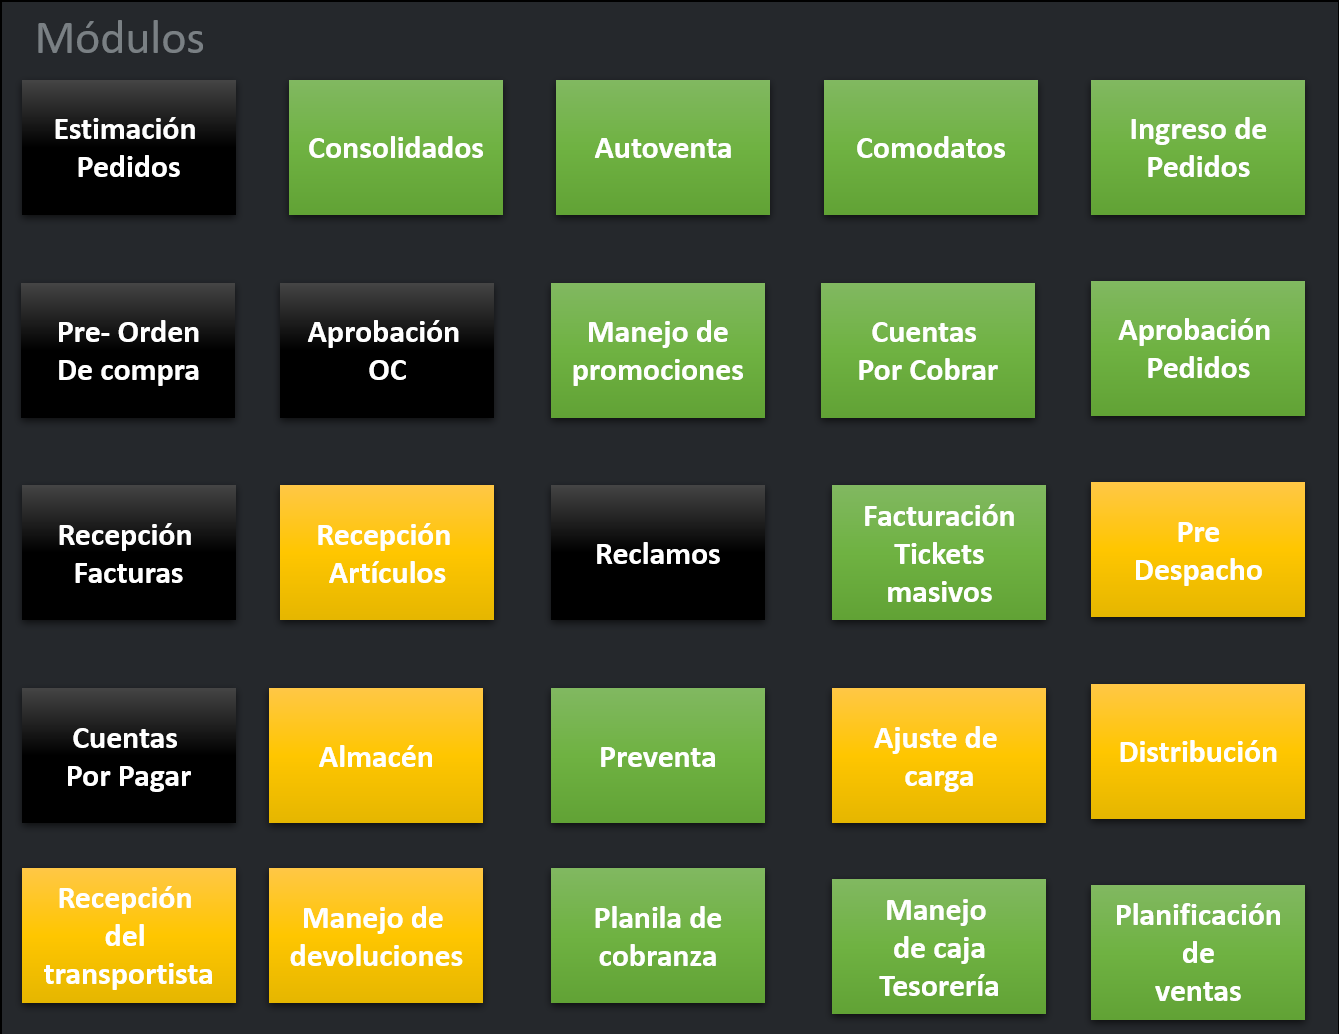 Módulos
Estimación
Pedidos
Consolidados
Autoventa
Comodatos
Ingreso de
Pedidos
Pre- Orden
De compra
Aprobación
OC
Manejo de
promociones
Cuentas
Por Cobrar
Aprobación
Pedidos
Recepción
Facturas
Recepción
Artículos
Reclamos
Facturación
Tickets
masivos
Pre
Despacho
Cuentas
Por Pagar
Almacén
Preventa
Ajuste de
carga
Distribución
Recepción
del
transportista
Manejo de
devoluciones
Planila de
cobranza
Manejo
de caja
Tesorería
Planificación
de
ventas